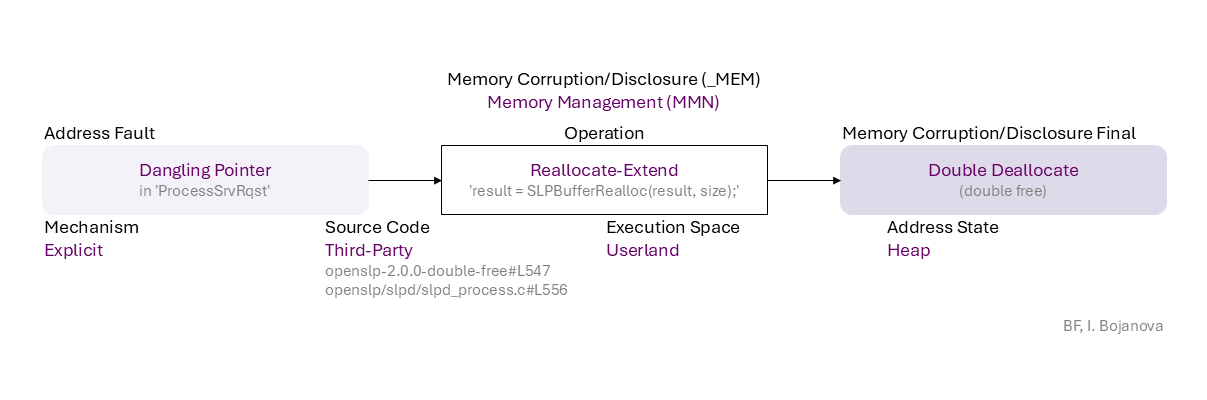 Memory Corruption/Disclosure (_MEM)
Memory Management (MMN)
Address Fault
Operation
Memory Corruption/Disclosure Final
Dangling Pointer
in 'ProcessSrvRqst'
Reallocate-Extend
'result = SLPBufferRealloc(result, size);'
Double Deallocate
(double free)
Mechanism
Explicit
Source Code
Third-Party
openslp-2.0.0-double-free#L547
openslp/slpd/slpd_process.c#L556
Execution Space
Userland
Address State
Heap
BF, I. Bojanova